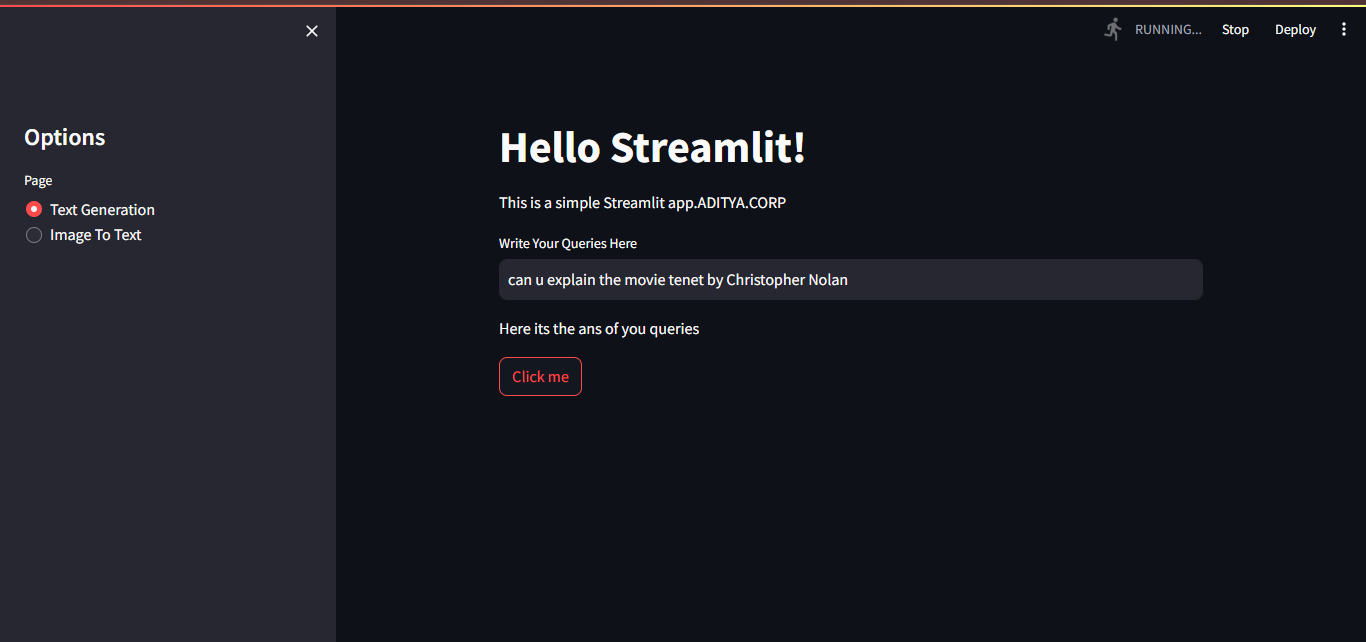 RUNNING...
Stop
Deploy
Options
Page
Text Generation
Image To Text
Hello Streamlit!
This is a simple Streamlit app.ADITYA.CORP
Write Your Queries Here
can u explain the movie tenet by Christopher Nolan
Here its the ans of you queries
Click me